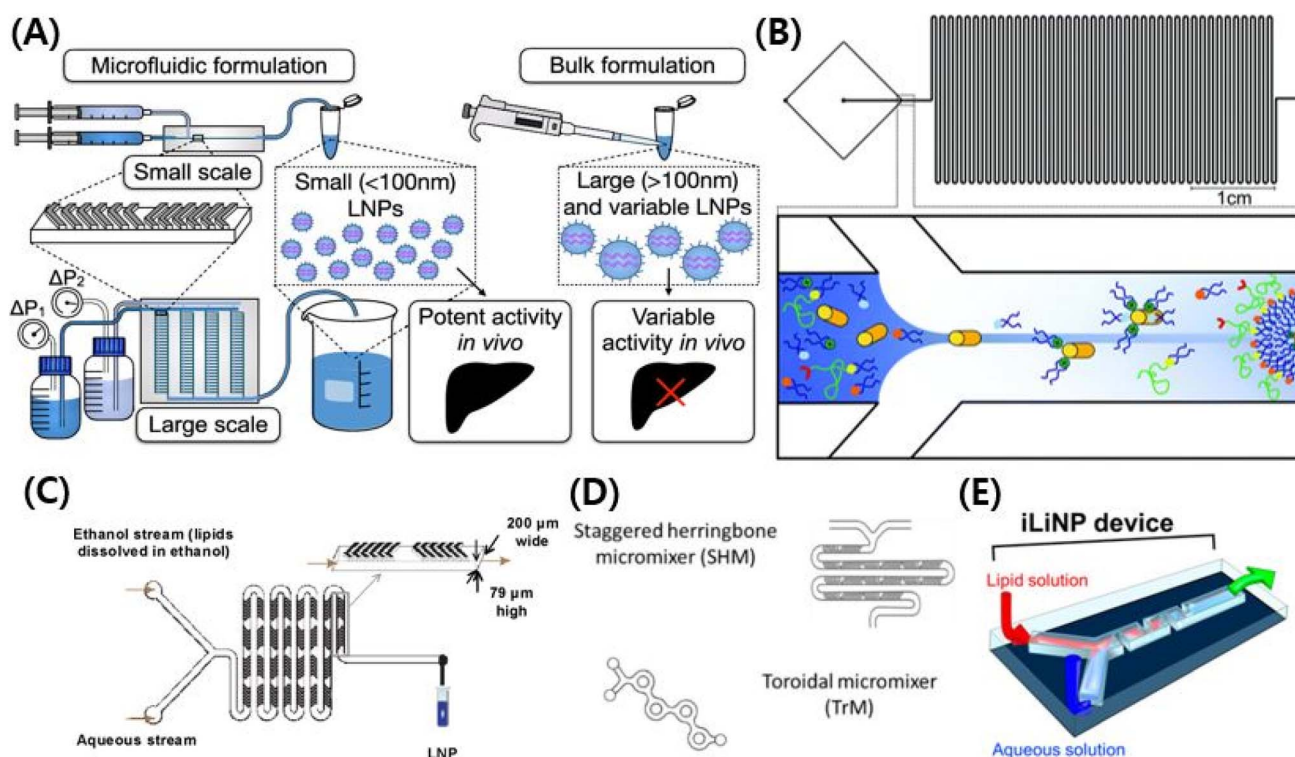 (A)
Microfluidic formulation
Bulk formulation
Small scale
Small (<100nm)
LNPs
Large (>100nm)
and variable LNPs
ΔP2
ΔP1
Potent activity
in vivo
Variable
activity in vivo
Large scale
(B)
1cm
(C)
Ethanol stream (lipids
dissolved in ethanol)
200 µm
wide
79 µm
high
Aqueous stream
LNP
(D)
Staggered herringbone
micromixer (SHM)
Toroidal micromixer
(TrM)
(E)
iLiNP device
Lipid solution
Aqueous solution